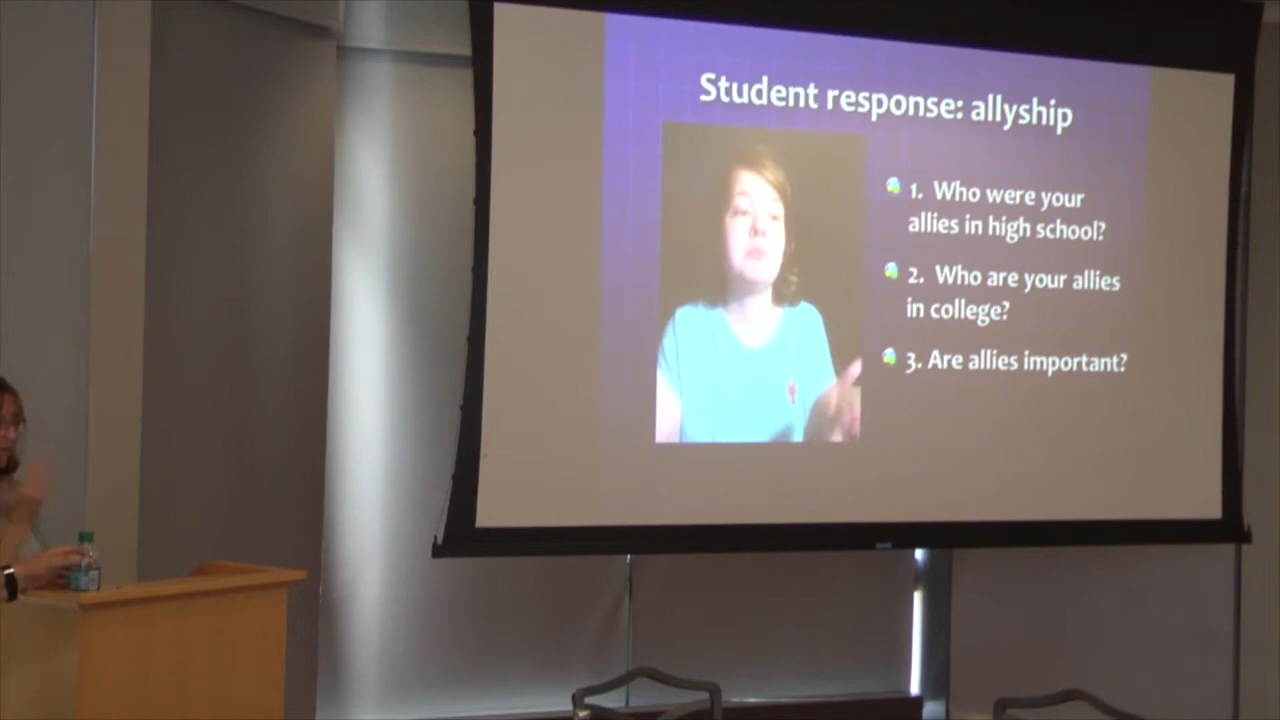 Student response: allyship
1. Who were your
allies in high school?
2. Who are your allies
in college?
3. Are allies important?